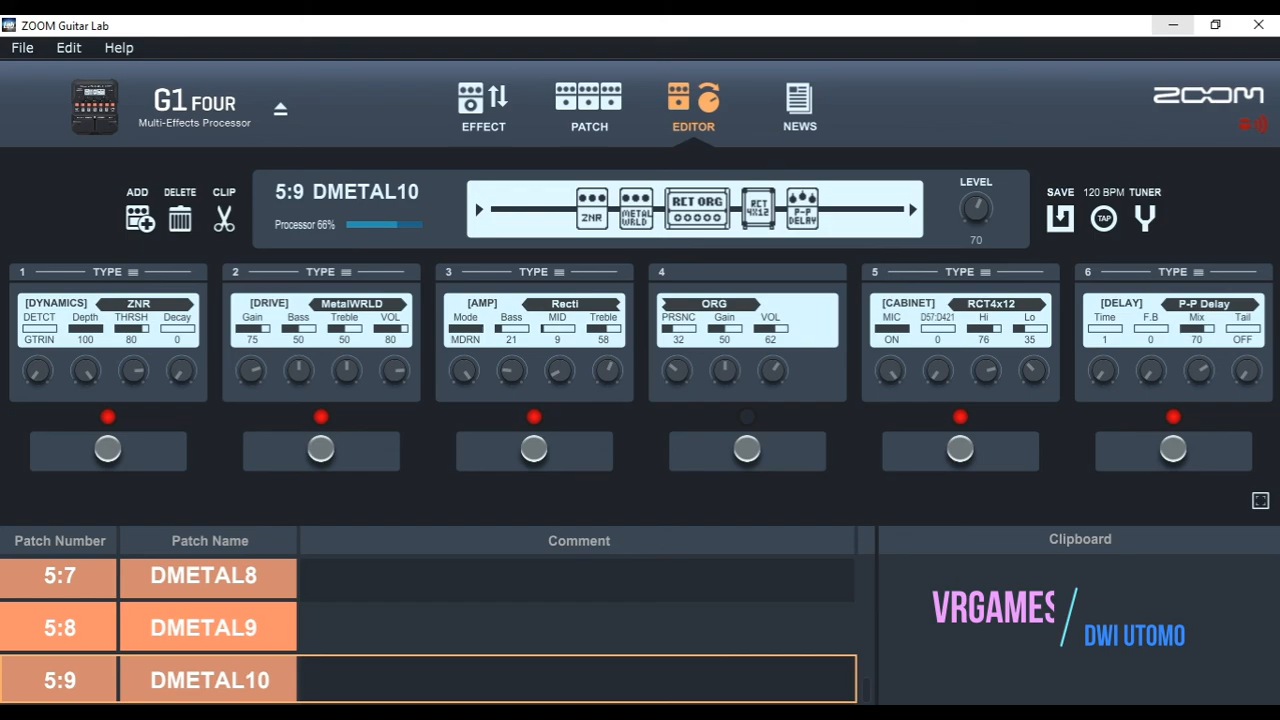 ZOOM Guitar Lab
File Edit Help
G1 FOUR
Multi-Effects Processor
EFFECT PATCH EDITOR NEWS
ZOOM
ADD DELETE CLIP
5:9 DMETAL10
Processor 66%
ZNR
METAL WRLD
RCT ORG
RCT 4X12
P-P DELAY
LEVEL
70
SAVE 120 BPM TUNER
TAP
1 TYPE 2 TYPE 3 TYPE 4 5 TYPE 6 TYPE
[DYNAMICS] ZNR
DETCT Depth THRSH Decay
GTRIN 100 80 0
[DRIVE] MetalWRLD
Gain Bass Treble VOL
75 50 50 80
[AMP] Recti
Mode Bass MID Treble
MDRN 21 9 58
ORG
PRSNC Gain VOL
32 50 62
[CABINET] RCT4x12
MIC D57:D421 Hi Lo
ON 0 76 35
[DELAY] P-P Delay
Time F.B Mix Tail
1 0 70 OFF
Patch Number Patch Name Comment Clipboard
5:7 DMETAL8
5:8 DMETAL9
5:9 DMETAL10
VRGAMES
DWI UTOMO